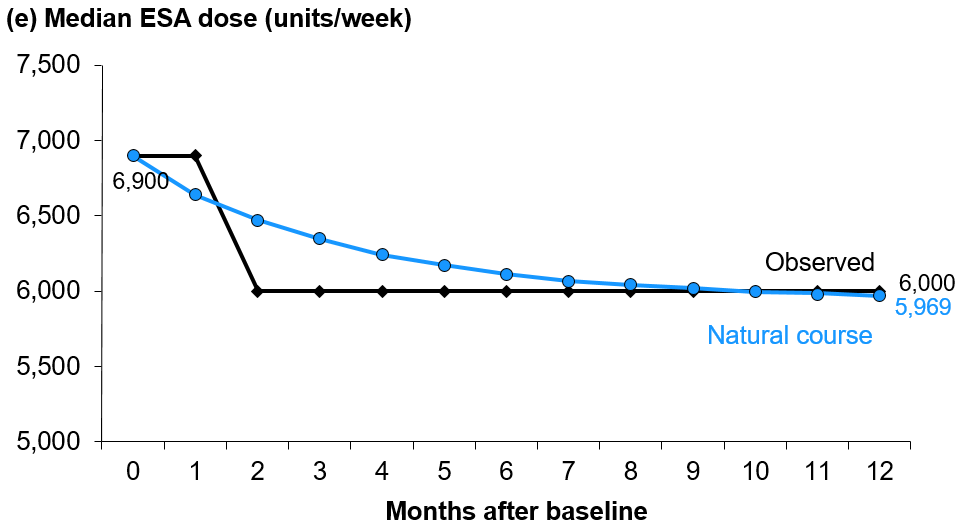 (e) Median ESA dose (units/week)
7,500
7,000
6,900
6,500
Observed
6,000
6,000
5,969
Natural course
5,500
5,000
0 1 2 3 4 5 6 7 8 9 10 11 12
Months after baseline